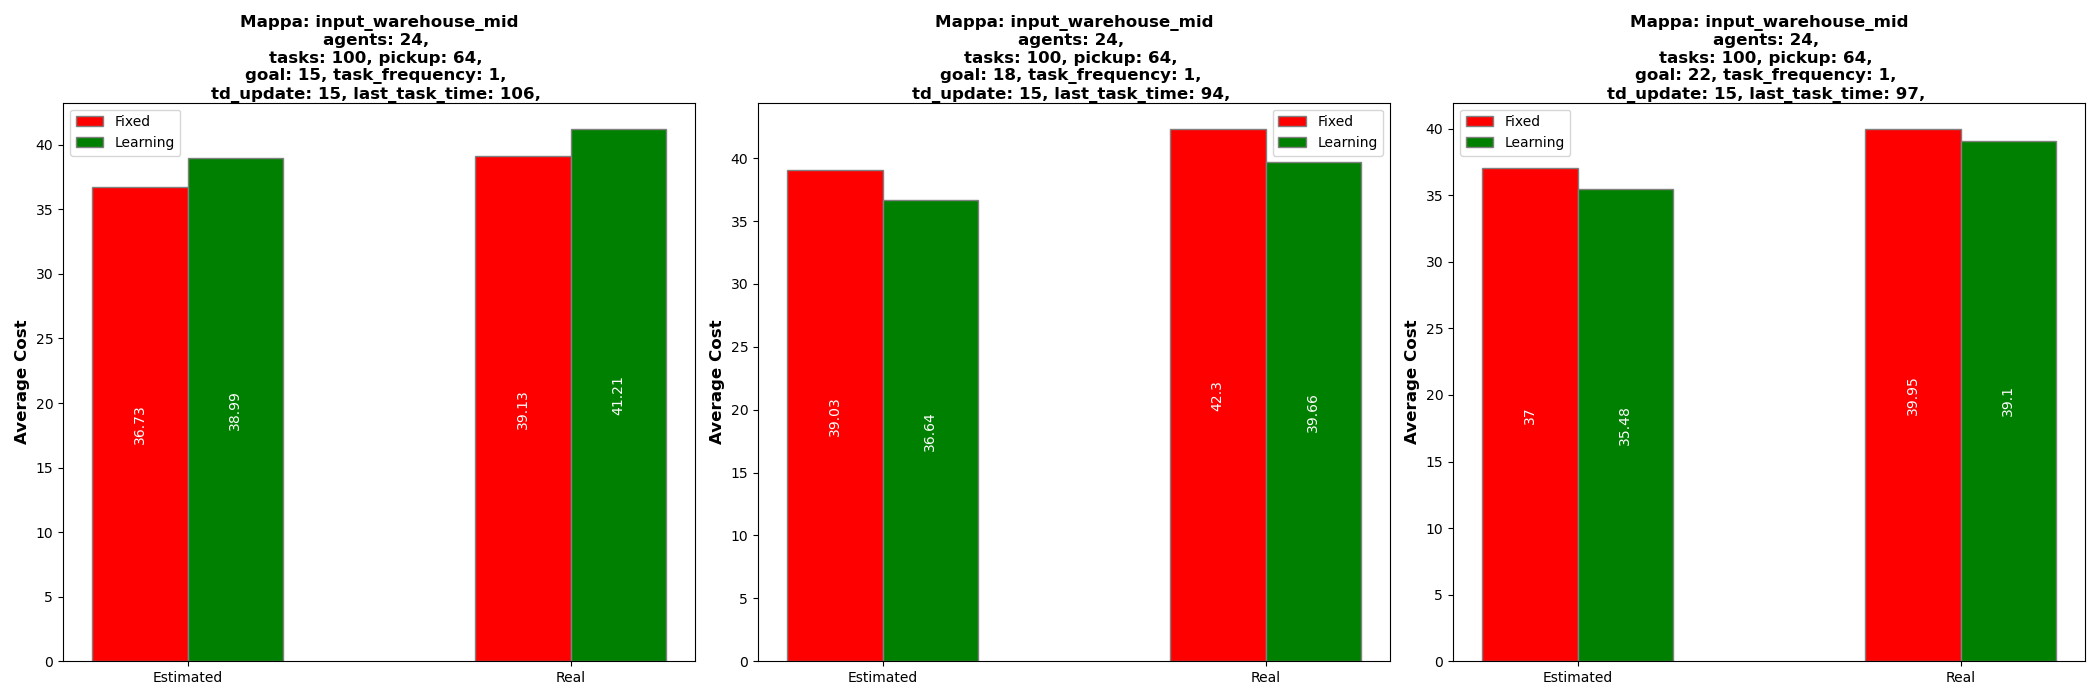 Mappa: input_warehouse_mid
agents: 24,
tasks: 100, pickup: 64,
goal: 15, task_frequency: 1,
td_update: 15, last_task_time: 106,
Fixed
Learning
40
35
30
25
20
15
10
5
0
Average Cost
36.73
38.99
39.13
41.21
Estimated
Real
Mappa: input_warehouse_mid
agents: 24,
tasks: 100, pickup: 64,
goal: 18, task_frequency: 1,
td_update: 15, last_task_time: 94,
Fixed
Learning
40
35
30
25
20
15
10
5
0
Average Cost
39.03
36.64
42.3
39.66
Estimated
Real
Mappa: input_warehouse_mid
agents: 24,
tasks: 100, pickup: 64,
goal: 22, task_frequency: 1,
td_update: 15, last_task_time: 97,
Fixed
Learning
40
35
30
25
20
15
10
5
0
Average Cost
37
35.48
39.95
39.1
Estimated
Real